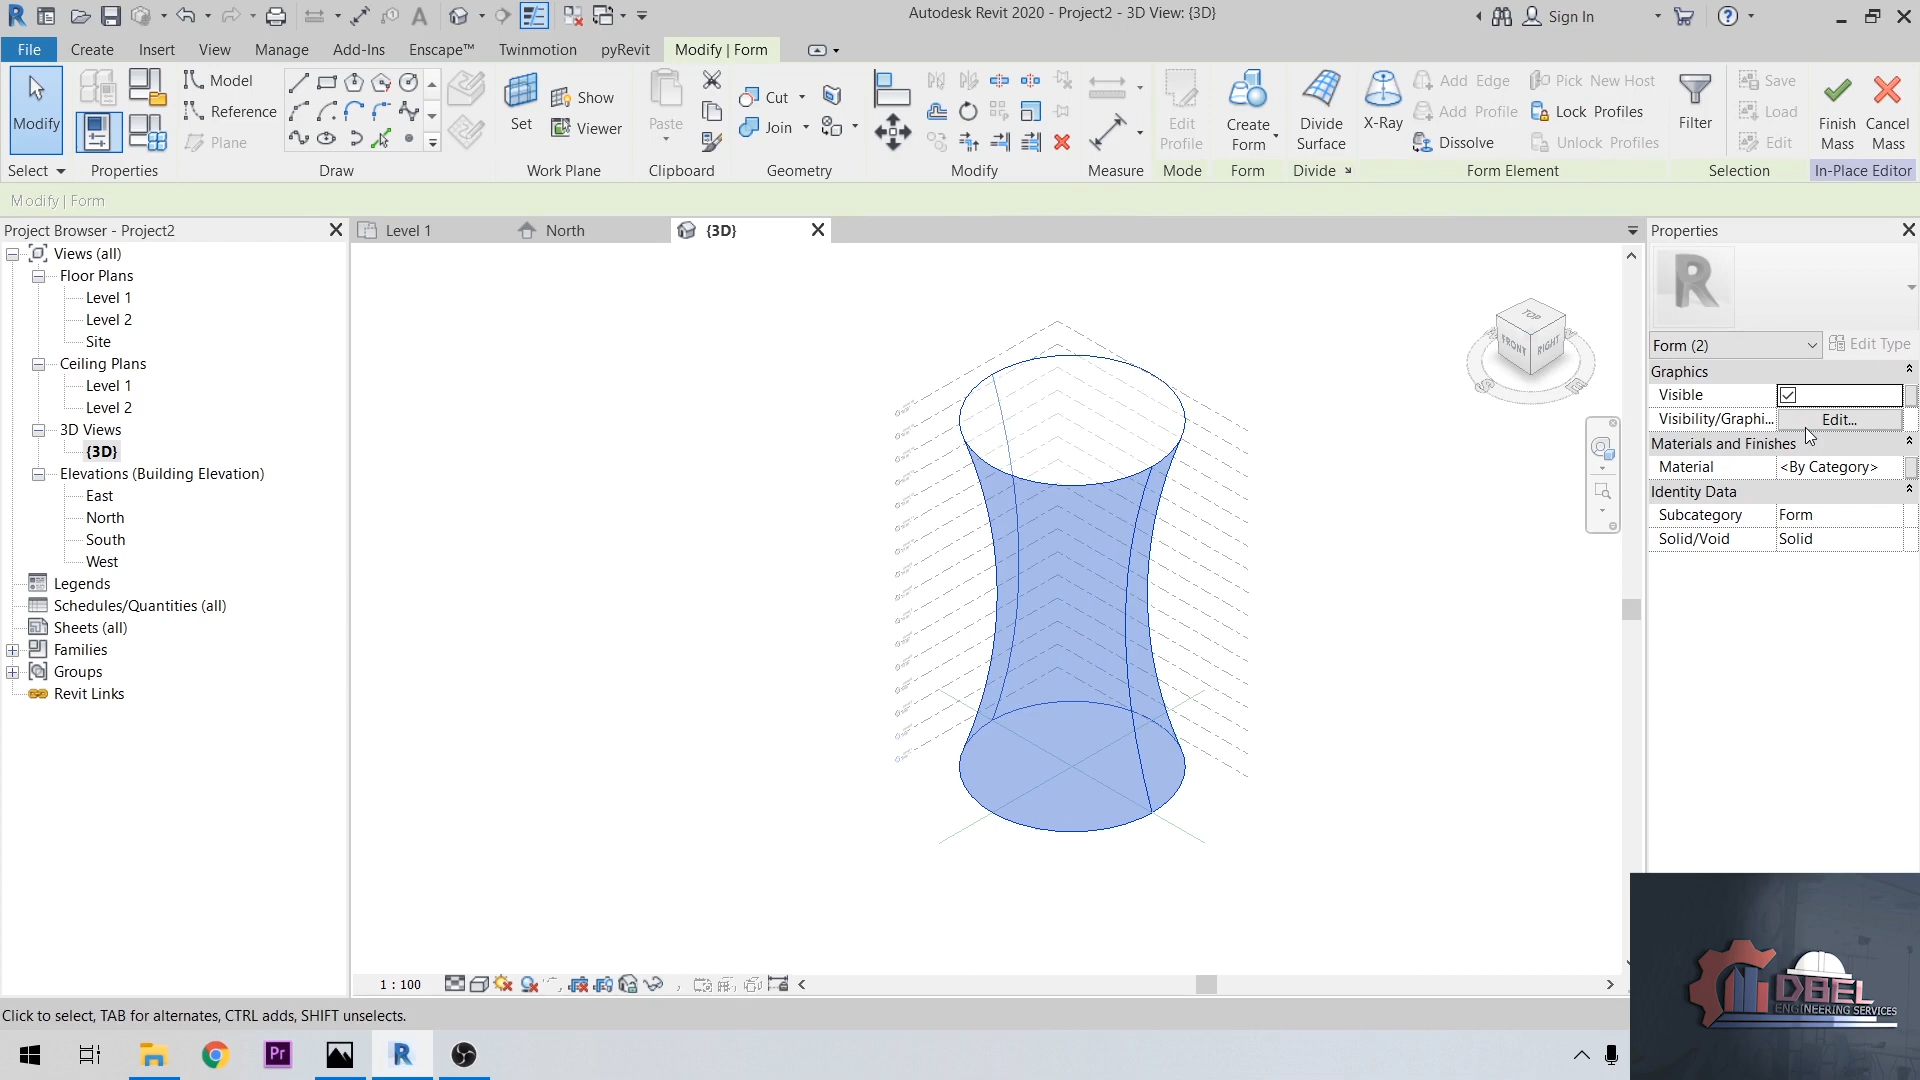 Autodesk Revit 2020 - Project2 - 3D View: {3D}
Sign In
File Create Insert View Manage Add-Ins Enscape™ Twinmotion pyRevit Modify | Form
Modify
Model
Reference
Plane
Set
Show
Viewer
Paste
Cut
Join
Edit Profile
Create Form
Divide Surface
X-Ray
Add Edge
Add Profile
Dissolve
Pick New Host
Lock Profiles
Unlock Profiles
Filter
Save
Load
Edit
Finish Mass
Cancel Mass
Select Properties Draw Work Plane Clipboard Geometry Modify Measure Mode Form Divide Form Element Selection In-Place Editor
Modify | Form
Project Browser - Project2
Views (all)
Floor Plans
Level 1
Level 2
Site
Ceiling Plans
Level 1
Level 2
3D Views
{3D}
Elevations (Building Elevation)
East
North
South
West
Legends
Schedules/Quantities (all)
Sheets (all)
Families
Groups
Revit Links
Level 1
North
{3D}
TOP
FRONT
RIGHT
Properties
R
Form (2)
Edit Type
Graphics
Visible
Visibility/Graphi... Edit...
Materials and Finishes
Material <By Category>
Identity Data
Subcategory Form
Solid/Void Solid
1 : 100
Click to select, TAB for alternates, CTRL adds, SHIFT unselects.
Pr
R
DBEL
ENGINEERING SERVICES